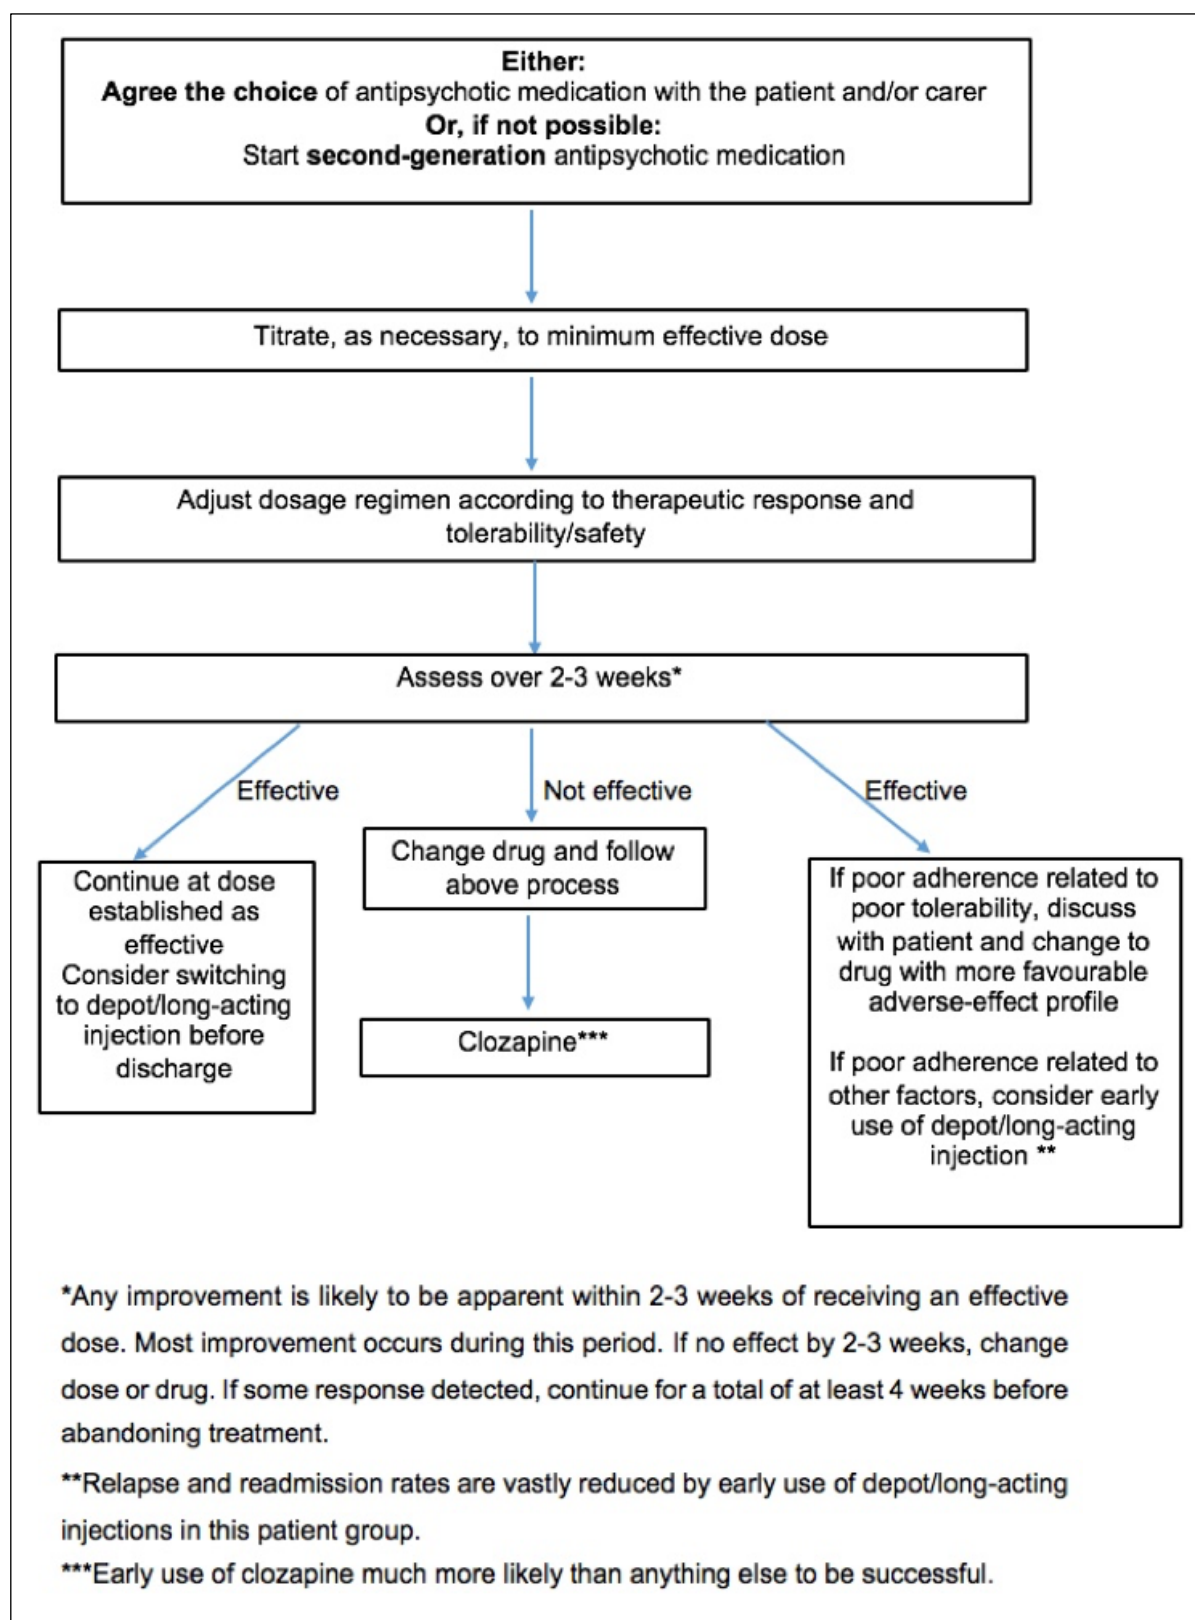 Either:
Agree the choice of antipsychotic medication with the patient and/or carer
Or, if not possible:
Start second-generation antipsychotic medication
Titrate, as necessary, to minimum effective dose
Adjust dosage regimen according to therapeutic response and
tolerability/safety
Assess over 2-3 weeks*
Effective
Not effective
Effective
Continue at dose
established as
effective
Consider switching
to depot/long-acting
injection before
discharge
Change drug and follow
above process
Clozapine***
If poor adherence related to
poor tolerability, discuss
with patient and change to
drug with more favourable
adverse-effect profile
If poor adherence related to
other factors, consider early
use of depot/long-acting
injection **
*Any improvement is likely to be apparent within 2-3 weeks of receiving an effective
dose. Most improvement occurs during this period. If no effect by 2-3 weeks, change
dose or drug. If some response detected, continue for a total of at least 4 weeks before
abandoning treatment.
**Relapse and readmission rates are vastly reduced by early use of depot/long-acting
injections in this patient group.
***Early use of clozapine much more likely than anything else to be successful.